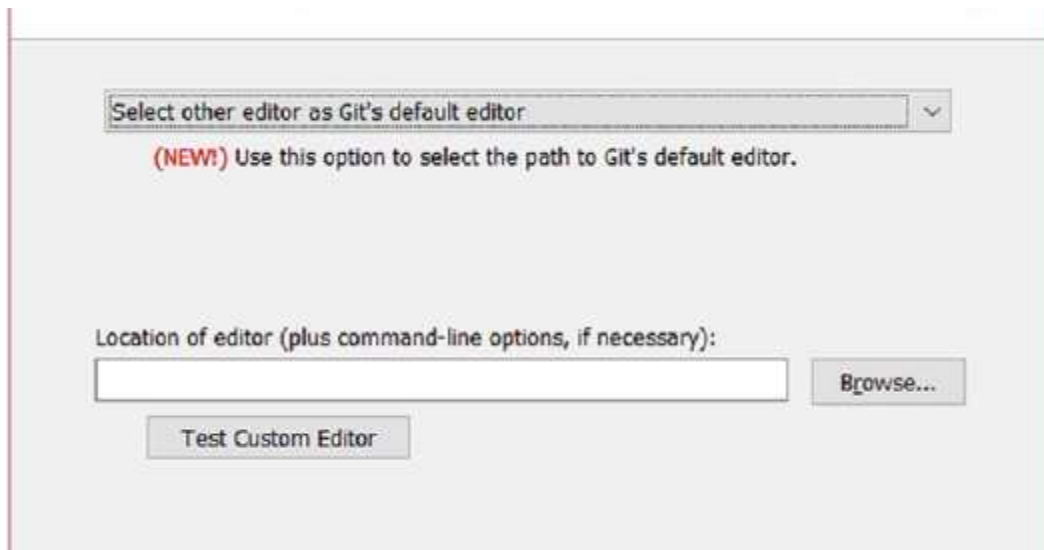 Select other editor as Git's default editor
(NEW!) Use this option to select the path to Git's default editor.
Location of editor (plus command-line options, if necessary):
Browse...
Test Custom Editor